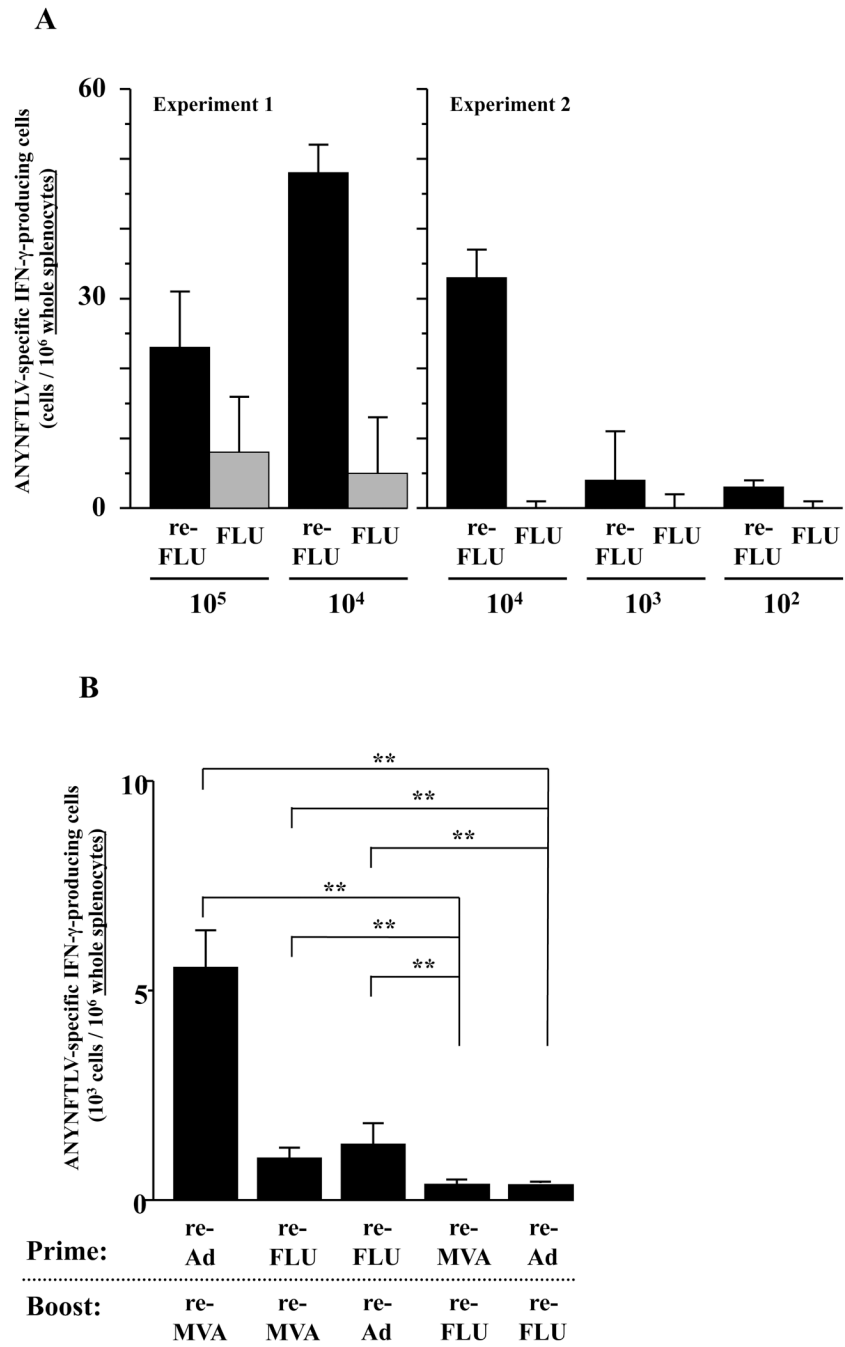 A
ANYNFTLV-specific IFN-γ-producing cells
(cells / 10⁶ whole splenocytes)
60
30
0
Experiment 1
Experiment 2
re-FLU FLU re-FLU FLU re-FLU FLU re-FLU FLU re-FLU FLU
10⁵ 10⁴ 10⁴ 10³ 10²
B
ANYNFTLV-specific IFN-γ-producing cells
(10³ cells / 10⁶ whole splenocytes)
10
5
0
**
**
**
**
**
**
Prime: re-Ad re-FLU re-FLU re-MVA re-Ad
Boost: re-MVA re-MVA re-Ad re-FLU re-FLU